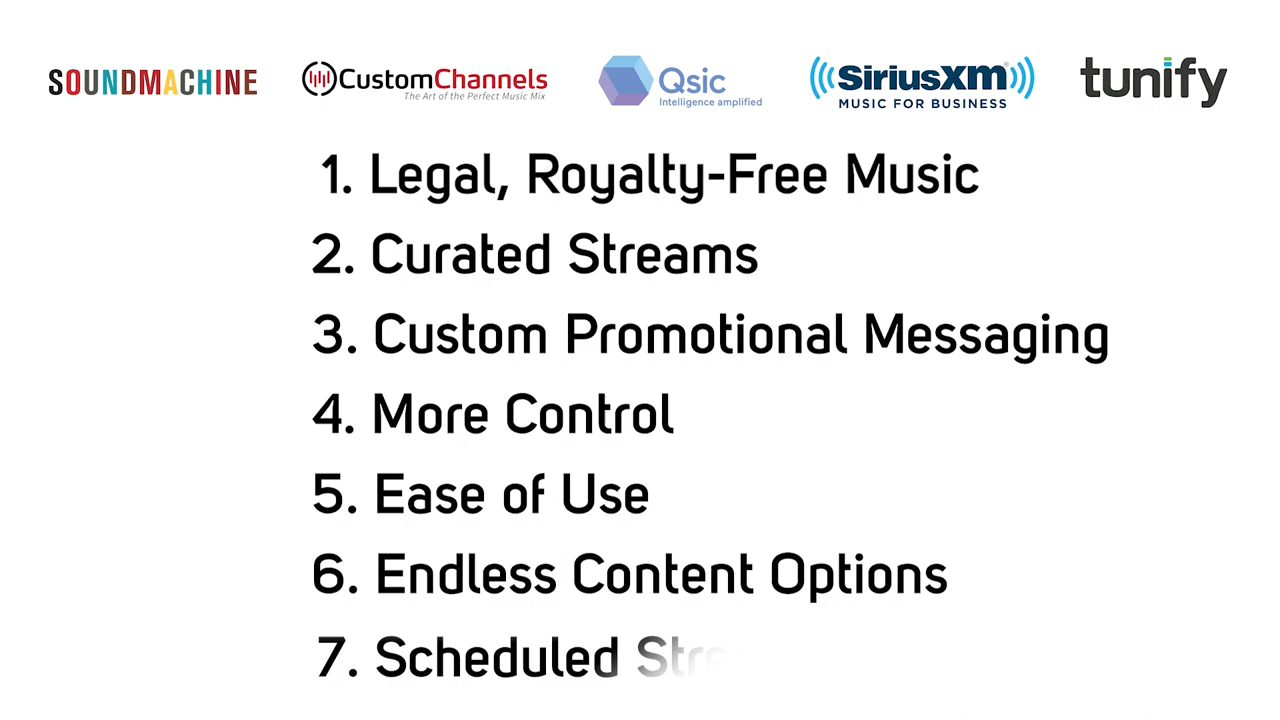 SOUNDMACHINE
CustomChannels
The Art of the Perfect Music Mix
Qsic
Intelligence amplified
SiriusXM
MUSIC FOR BUSINESS
tunify
1. Legal, Royalty-Free Music
2. Curated Streams
3. Custom Promotional Messaging
4. More Control
5. Ease of Use
6. Endless Content Options
7. Scheduled